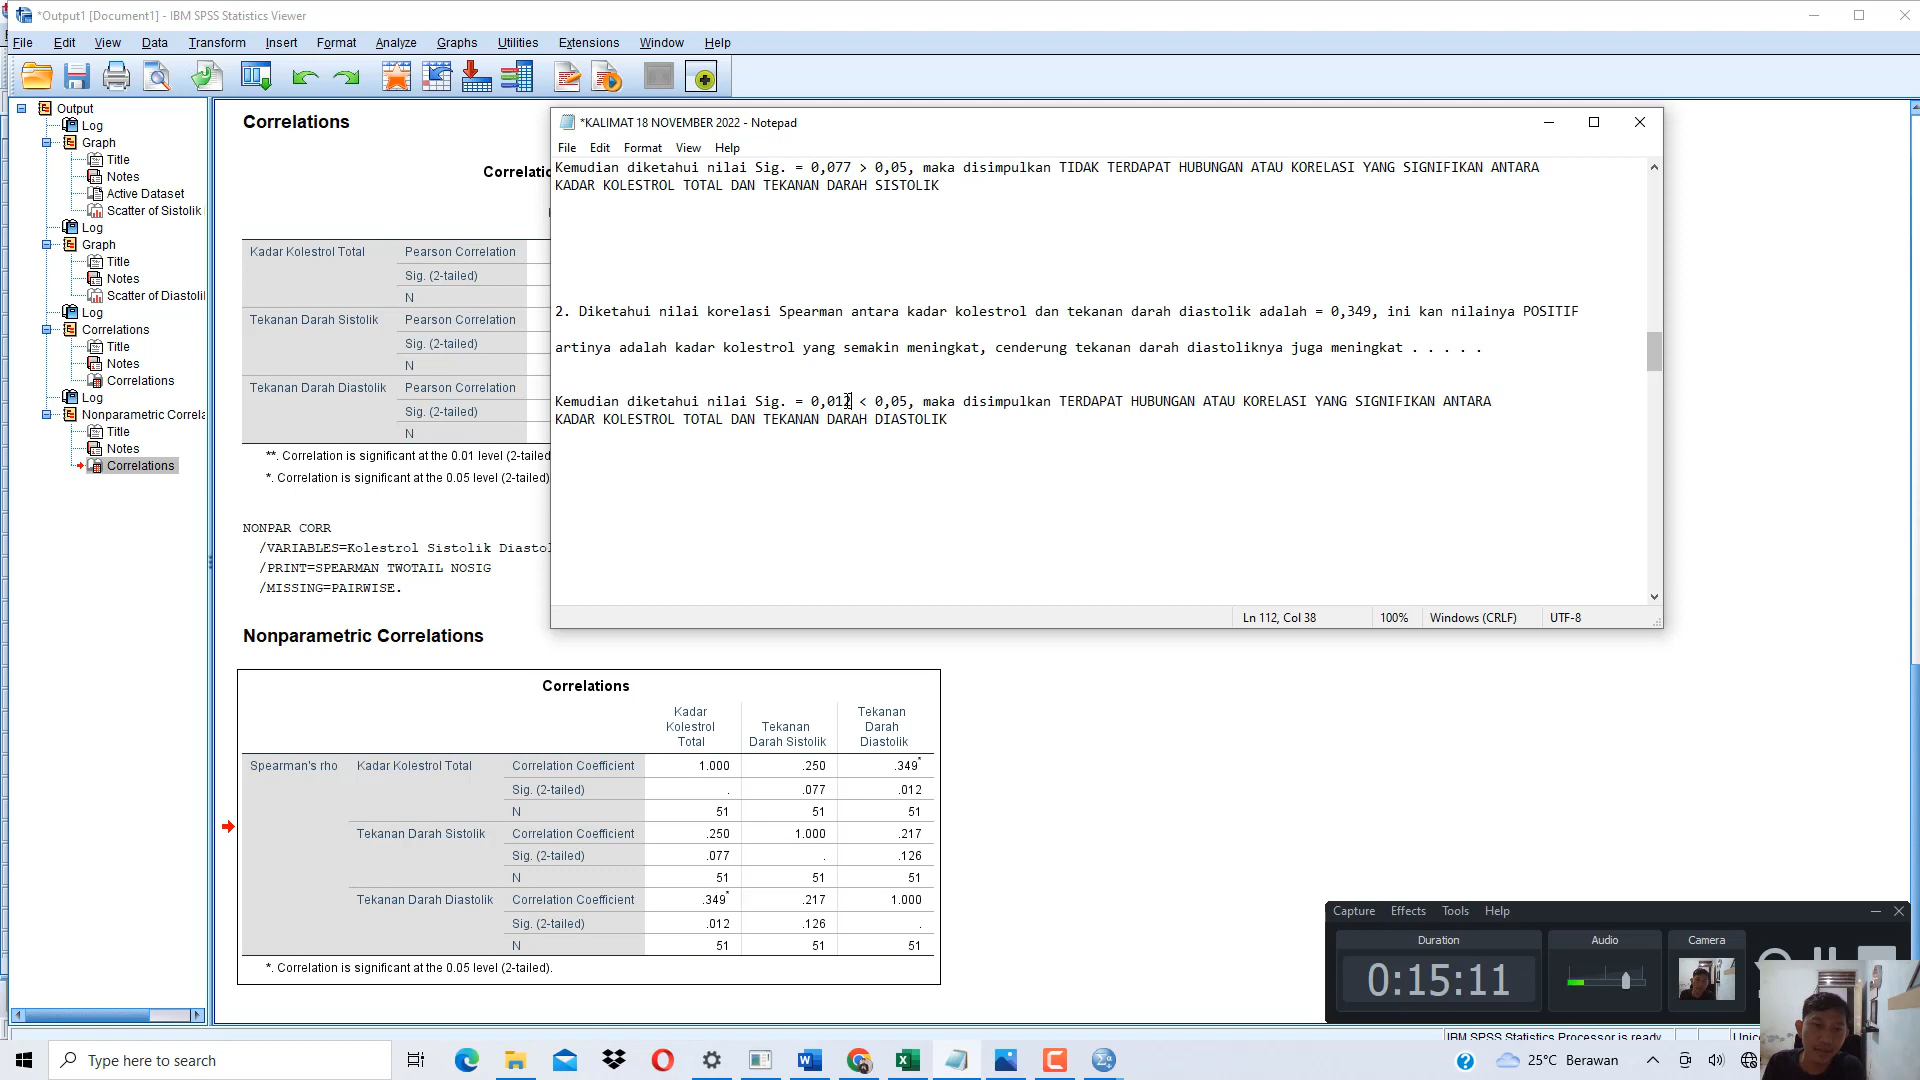 *Output1 [Document1] - IBM SPSS Statistics Viewer
File Edit View Data Transform Insert Format Analyze Graphs Utilities Extensions Window Help
Output
Log
Graph
Title
Notes
Active Dataset
Scatter of Sistolik
Log
Graph
Title
Notes
Scatter of Diastoli
Log
Correlations
Title
Notes
Correlations
Log
Nonparametric Correla
Title
Notes
Correlations
Correlations
Correlatio
Kadar Kolestrol Total Pearson Correlation
Sig. (2-tailed)
N
Tekanan Darah Sistolik Pearson Correlation
Sig. (2-tailed)
N
Tekanan Darah Diastolik Pearson Correlation
Sig. (2-tailed)
N
**. Correlation is significant at the 0.01 level (2-tailed
*. Correlation is significant at the 0.05 level (2-tailed)
NONPAR CORR
/VARIABLES=Kolestrol Sistolik Diastol
/PRINT=SPEARMAN TWOTAIL NOSIG
/MISSING=PAIRWISE.
*KALIMAT 18 NOVEMBER 2022 - Notepad
File Edit Format View Help
Kemudian diketahui nilai Sig. = 0,077 > 0,05, maka disimpulkan TIDAK TERDAPAT HUBUNGAN ATAU KORELASI YANG SIGNIFIKAN ANTARA
KADAR KOLESTROL TOTAL DAN TEKANAN DARAH SISTOLIK
2. Diketahui nilai korelasi Spearman antara kadar kolestrol dan tekanan darah diastolik adalah = 0,349, ini kan nilainya POSITIF
artinya adalah kadar kolestrol yang semakin meningkat, cenderung tekanan darah diastoliknya juga meningkat . . . . .
Kemudian diketahui nilai Sig. = 0,012 < 0,05, maka disimpulkan TERDAPAT HUBUNGAN ATAU KORELASI YANG SIGNIFIKAN ANTARA
KADAR KOLESTROL TOTAL DAN TEKANAN DARAH DIASTOLIK
Ln 112, Col 38 100% Windows (CRLF) UTF-8
Nonparametric Correlations
Correlations
Kadar Kolestrol Total Tekanan Darah Sistolik Tekanan Darah Diastolik
Spearman's rho Kadar Kolestrol Total Correlation Coefficient 1.000 .250 .349*
Sig. (2-tailed) . .077 .012
N 51 51 51
Tekanan Darah Sistolik Correlation Coefficient .250 1.000 .217
Sig. (2-tailed) .077 . .126
N 51 51 51
Tekanan Darah Diastolik Correlation Coefficient .349* .217 1.000
Sig. (2-tailed) .012 .126 .
N 51 51 51
*. Correlation is significant at the 0.05 level (2-tailed).
Capture Effects Tools Help
Duration Audio Camera
0:15:11
IBM SPSS Statistics Processor is ready
Type here to search
25°C Berawan